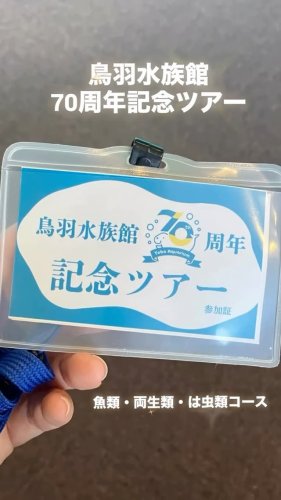 鳥羽水族館
70周年記念ツアー
鳥羽水族館 70 周年
Toba Aquarium
記念ツアー
参加証
魚類・両生類・は虫類コース